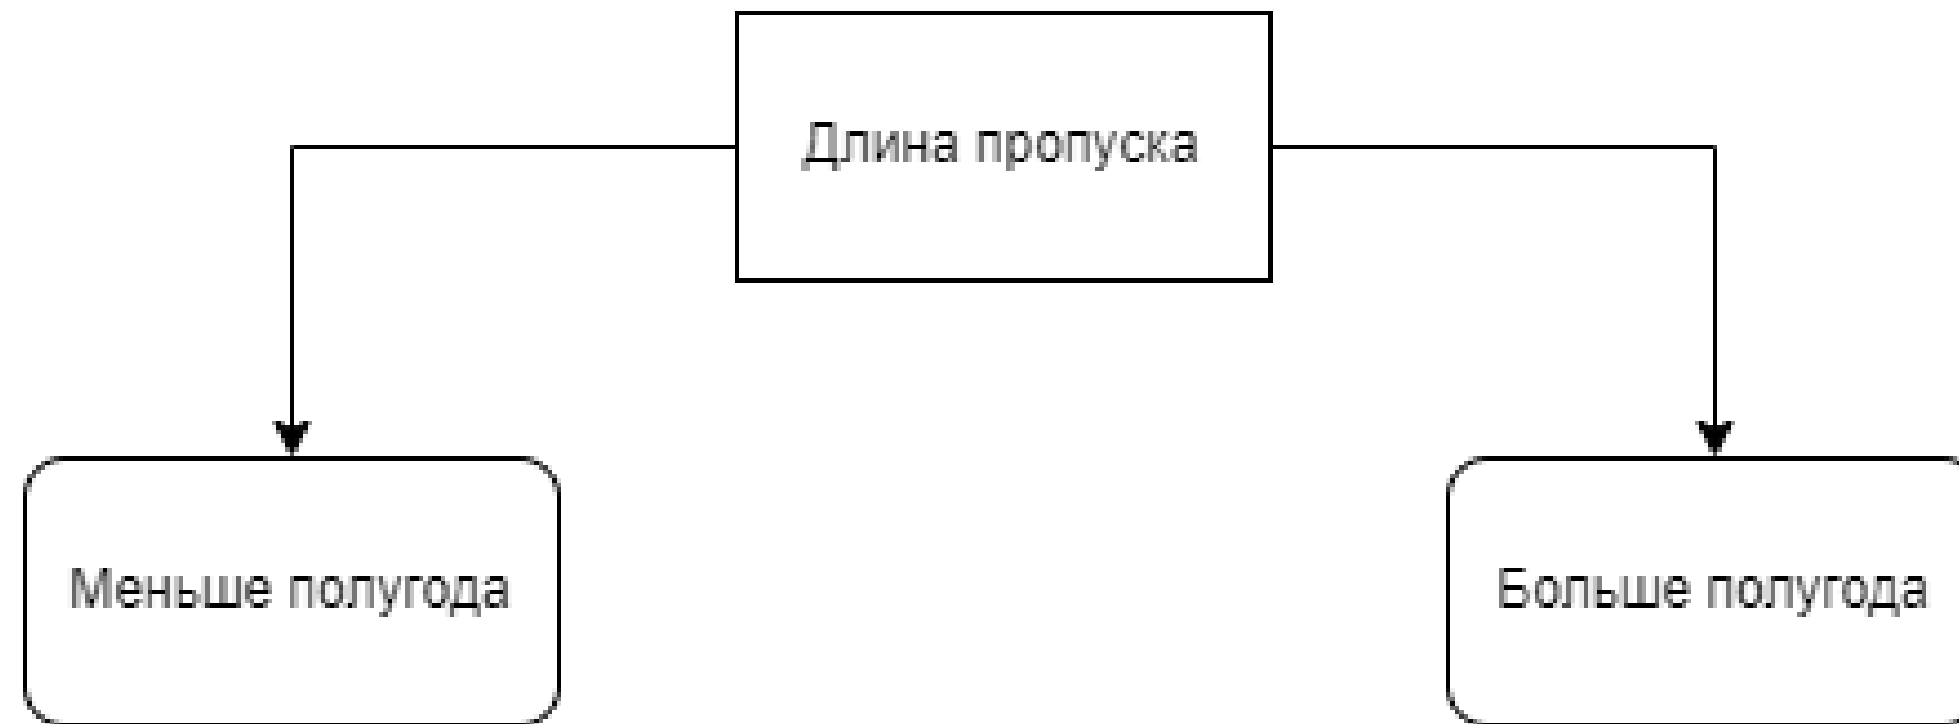 Длина пропуска
Меньше полугода
Больше полугода